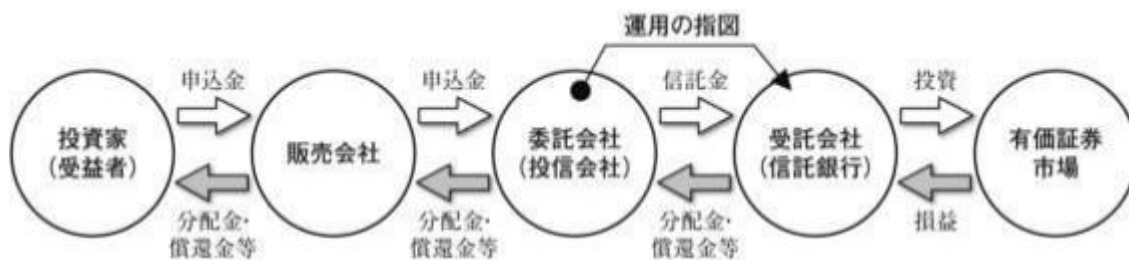 運用の指図
申込金
申込金
信託金
投資
投資家
(受益者)
販売会社
委託会社
(投信会社)
受託会社
(信託銀行)
有価証券
市場
分配金・
償還金等
分配金・
償還金等
分配金・
償還金等
損益